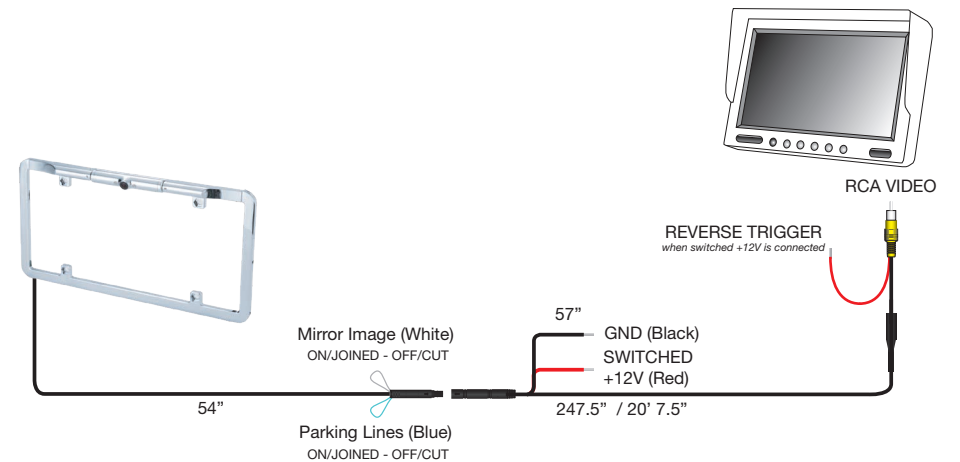 RCA VIDEO
REVERSE TRIGGER
when switched +12V is connected
57”
Mirror Image (White)
ON/JOINED - OFF/CUT
GND (Black)
SWITCHED
+12V (Red)
54”
247.5” / 20’ 7.5”
Parking Lines (Blue)
ON/JOINED - OFF/CUT